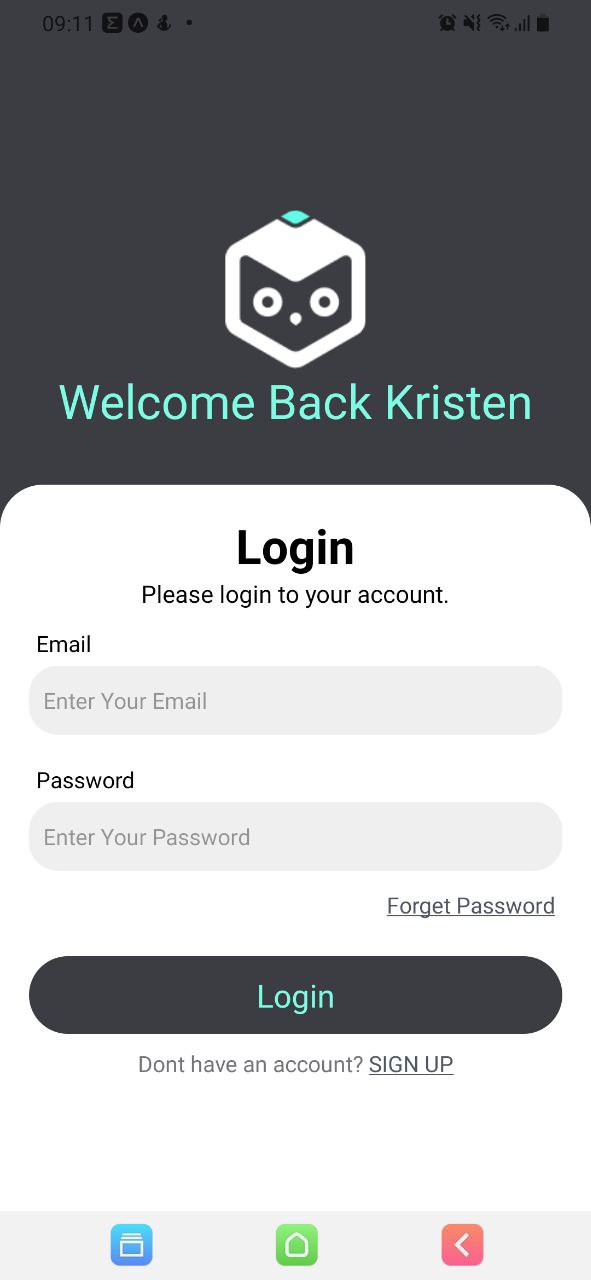 09:11
Welcome Back Kristen
Login
Please login to your account.
Email
Enter Your Email
Password
Enter Your Password
Forget Password
Login
Dont have an account? SIGN UP